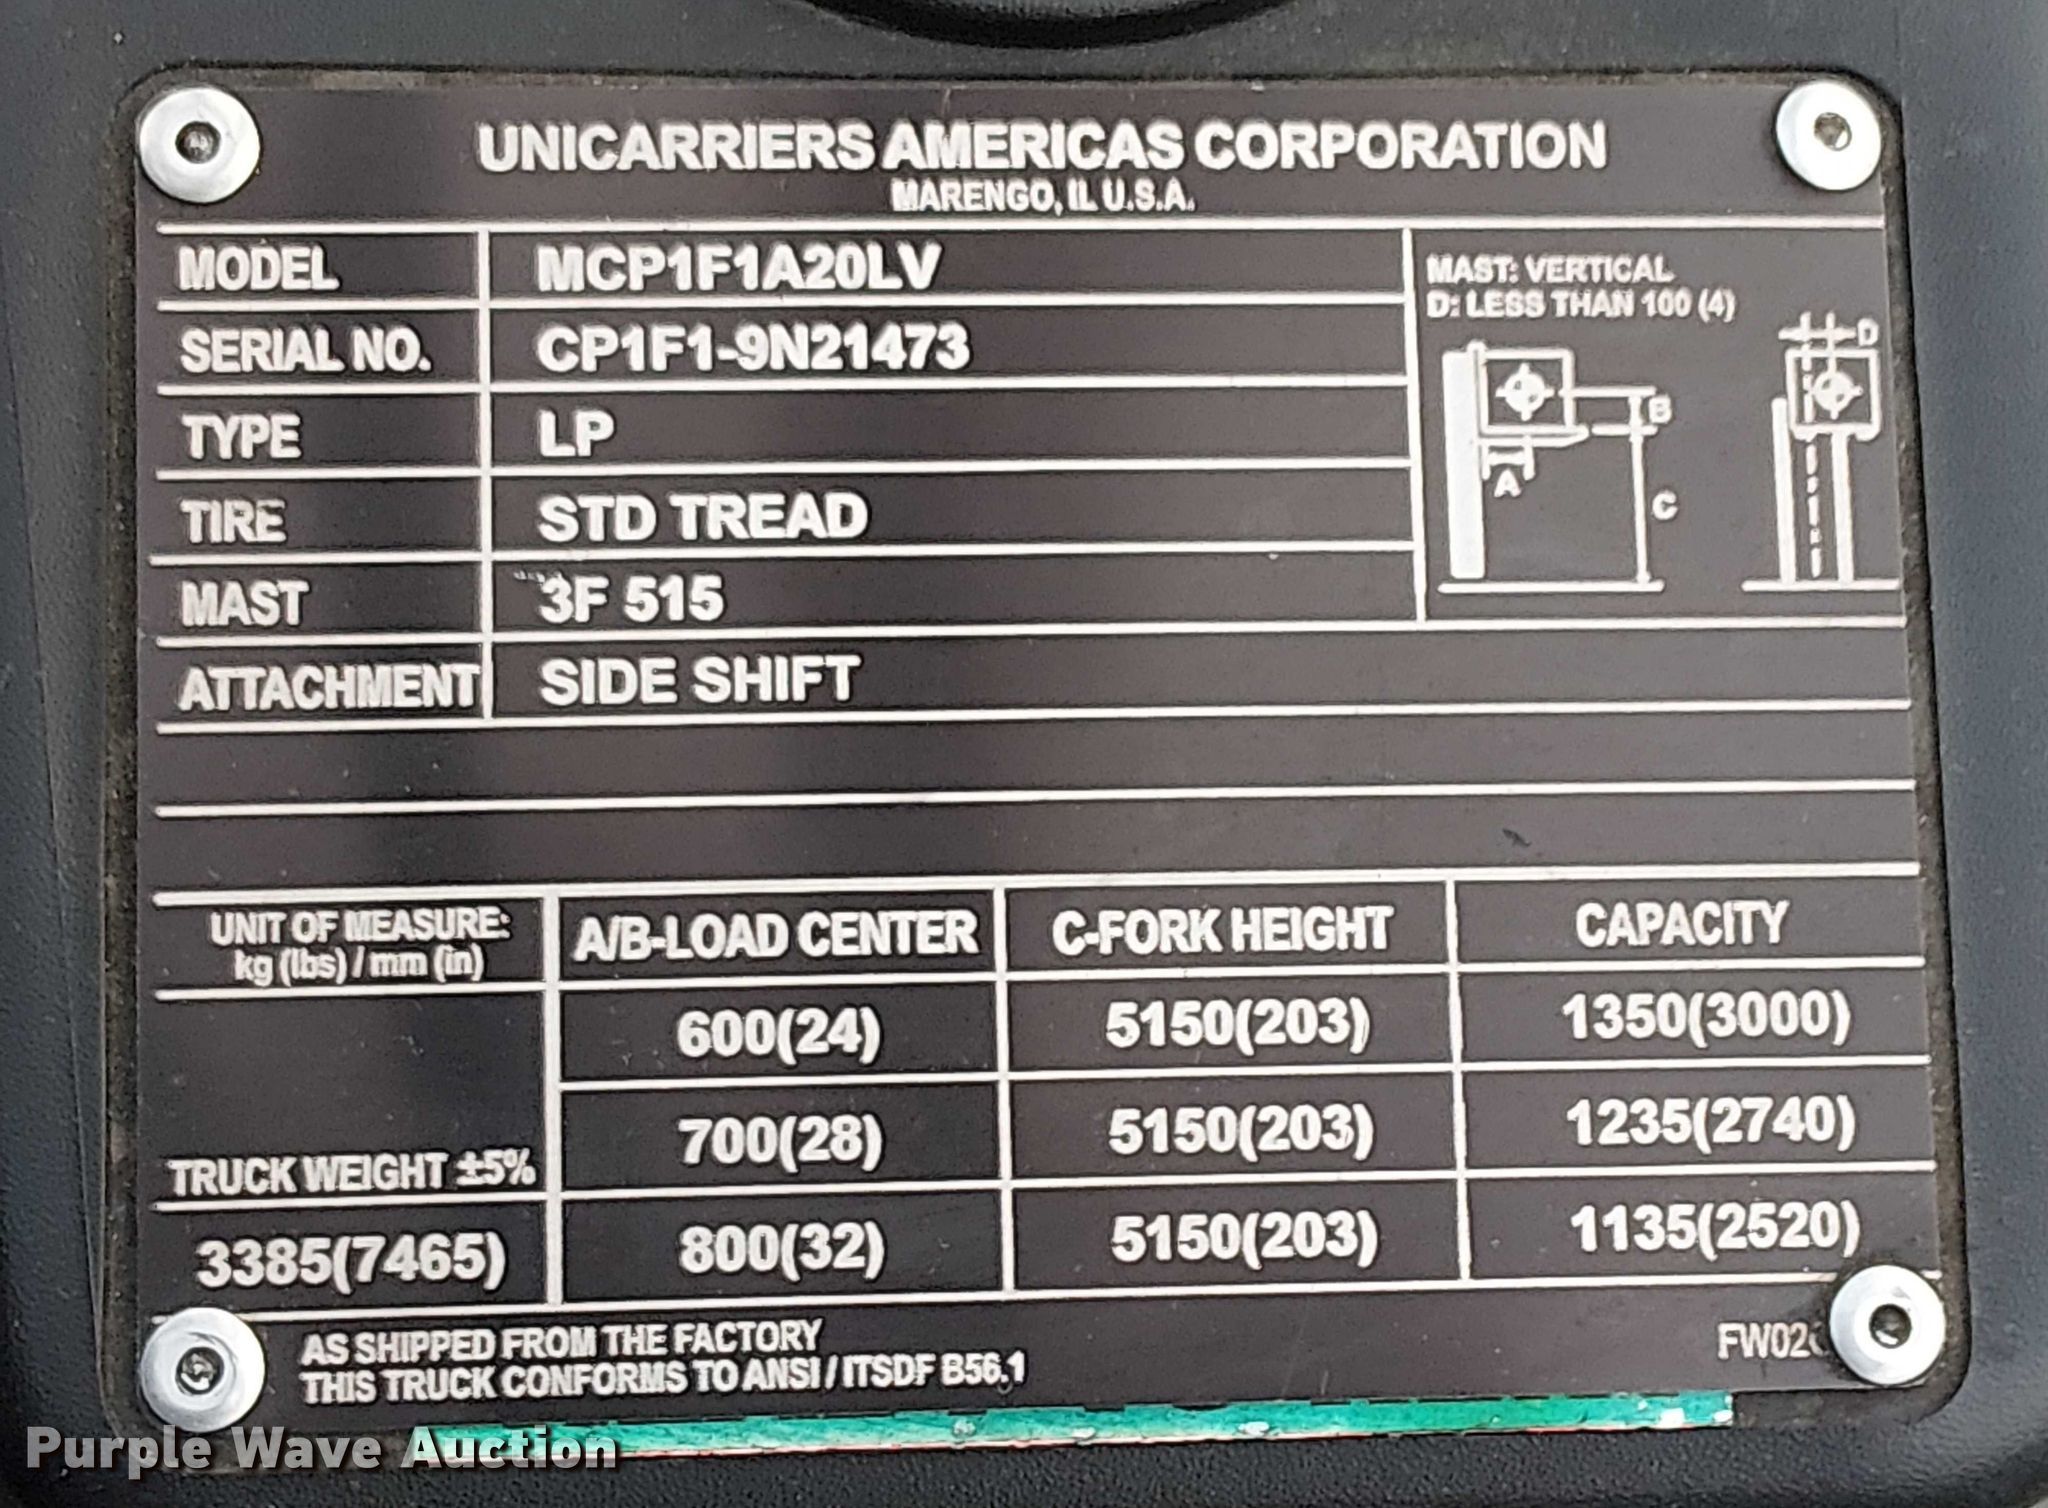 UNICARRIERS AMERICAS CORPORATION
MARENGO, IL U.S.A.
MODEL MCP1F1A20LV
SERIAL NO. CP1F1-9N21473
TYPE LP
TIRE STD TREAD
MAST 3F 515
ATTACHMENT SIDE SHIFT
MAST: VERTICAL
D: LESS THAN 100 (4)
D
B
A
C
UNIT OF MEASURE:
kg (lbs) / mm (in)
A/B-LOAD CENTER C-FORK HEIGHT CAPACITY
600(24) 5150(203) 1350(3000)
700(28) 5150(203) 1235(2740)
TRUCK WEIGHT ±5%
3385(7465) 800(32) 5150(203) 1135(2520)
AS SHIPPED FROM THE FACTORY
THIS TRUCK CONFORMS TO ANSI / ITSDF B56.1
Purple Wave Auction